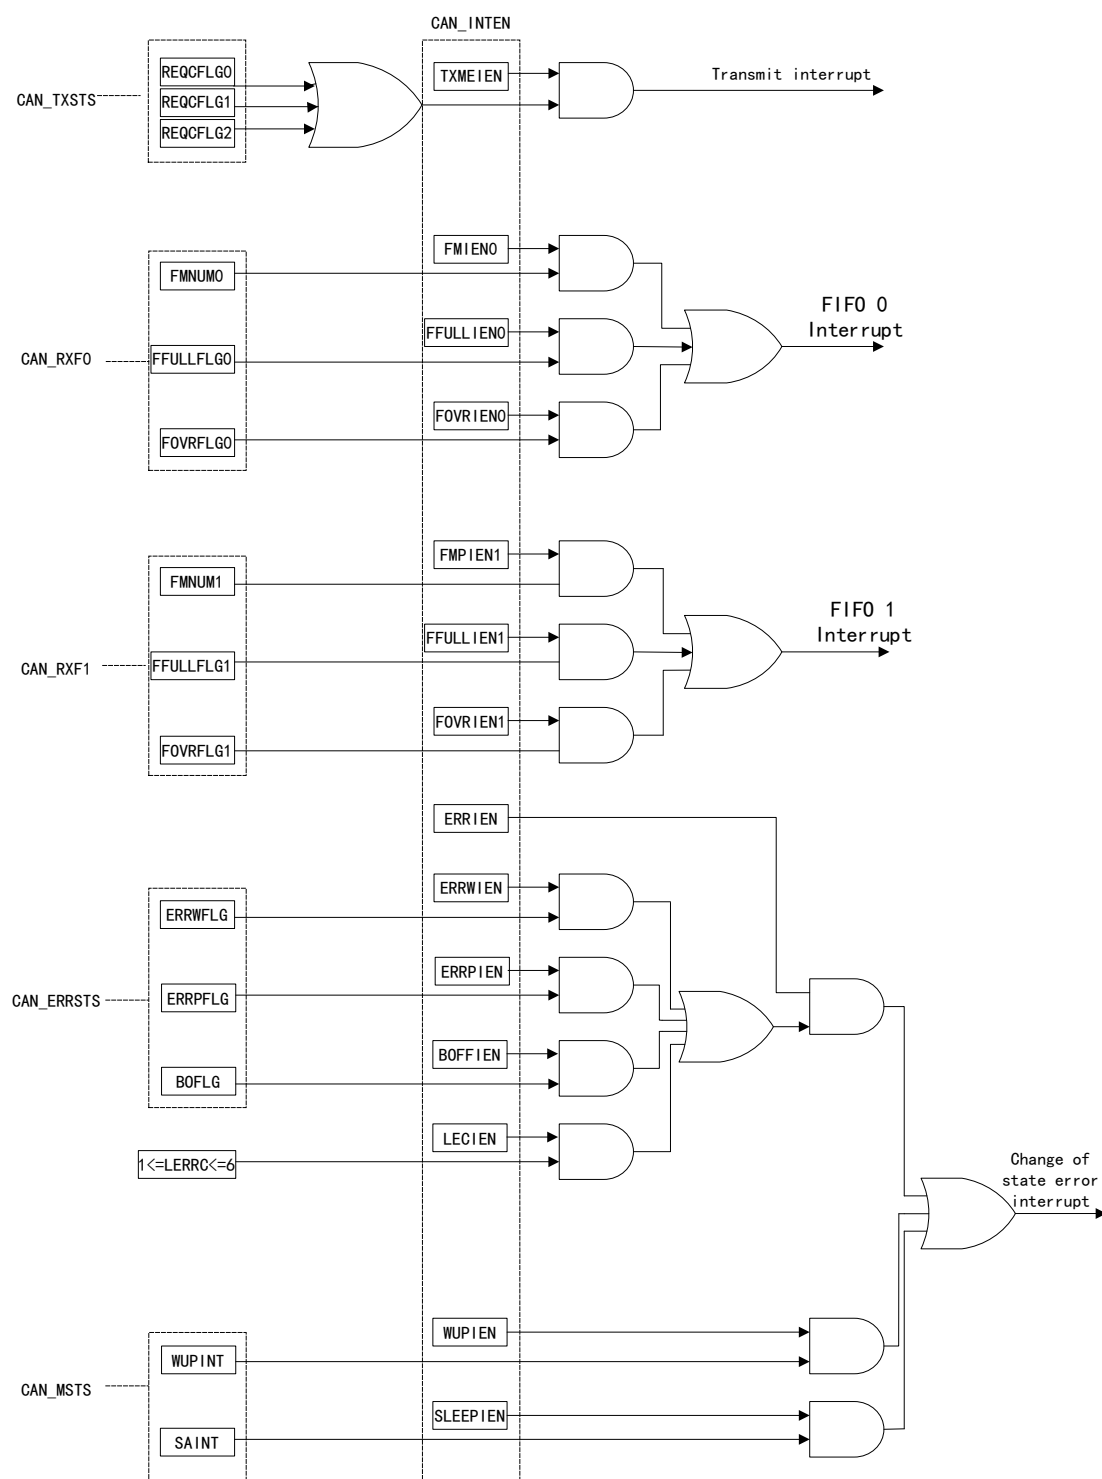 CAN_INTEN
REQCFLG0
TXMEIEN
Transmit interrupt
CAN_TXSTS
REQCFLG1
REQCFLG2
FMIEN0
FMNUM0
FIFO 0
Interrupt
FFULLIEN0
CAN_RXF0
FFULLFLG0
FOVRIEN0
FOVRFLG0
FMPIEN1
FMNUM1
FIFO 1
Interrupt
FFULLIEN1
CAN_RXF1
FFULLFLG1
FOVRIEN1
FOVRFLG1
ERRIEN
ERRWIEN
ERRWFLG
ERRPIEN
CAN_ERRSTS
ERRPFLG
BOFFIEN
BOFLG
LECIEN
1<=LERRC<=6
Change of
state error
interrupt
WUPIEN
WUPINT
CAN_MSTS
SLEEPIEN
SAINT